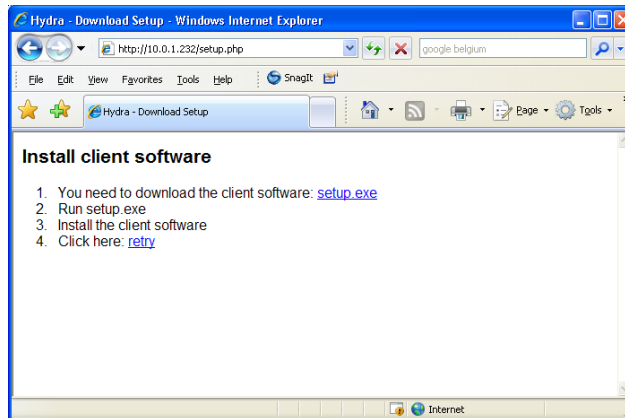 Hydra - Download Setup - Windows Internet Explorer
http://10.0.1.232/setup.php
google belgium
File Edit View Favorites Tools Help SnagIt
Hydra - Download Setup
Page Tools
Install client software
1. You need to download the client software: setup.exe
2. Run setup.exe
3. Install the client software
4. Click here: retry
Internet